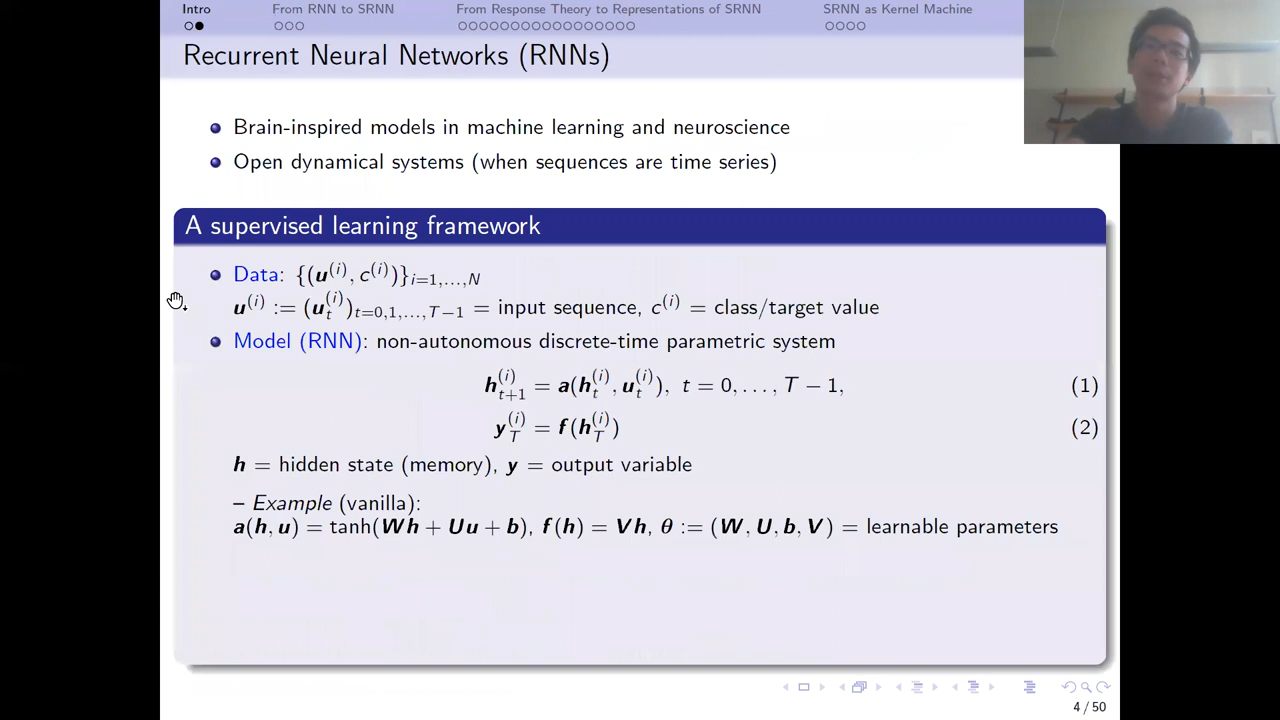 Intro
From RNN to SRNN
From Response Theory to Representations of SRNN
SRNN as Kernel Machine
Recurrent Neural Networks (RNNs)
Brain-inspired models in machine learning and neuroscience
Open dynamical systems (when sequences are time series)
A supervised learning framework
Data: {(u^(i), c^(i))}_{i=1,...,N}
u^(i) := (u_t^(i))_{t=0,1,...,T−1} = input sequence, c^(i) = class/target value
Model (RNN): non-autonomous discrete-time parametric system
h_{t+1}^(i) = a(h_t^(i), u_t^(i)), t = 0, . . . , T − 1, (1)
y_T^(i) = f(h_T^(i)) (2)
h = hidden state (memory), y = output variable
– Example (vanilla):
a(h, u) = tanh(Wh + Uu + b), f(h) = Vh, θ := (W, U, b, V) = learnable parameters
4 / 50